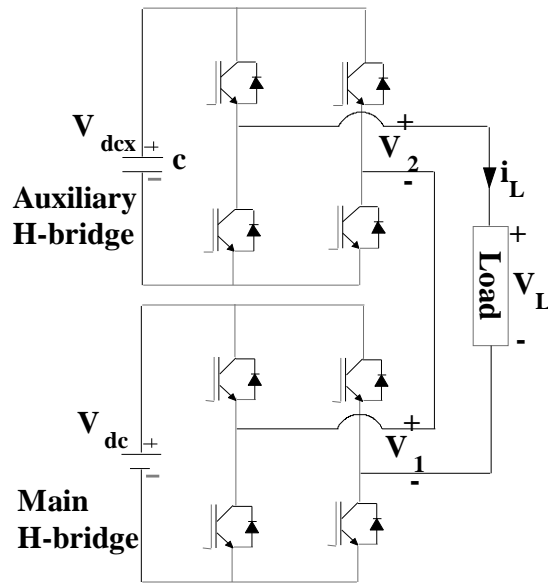 V dcx
+
-
c
Auxiliary
H-bridge
+
V 2
-
i L
+
Load
V L
-
V dc
+
-
Main
H-bridge
+
V 1
-